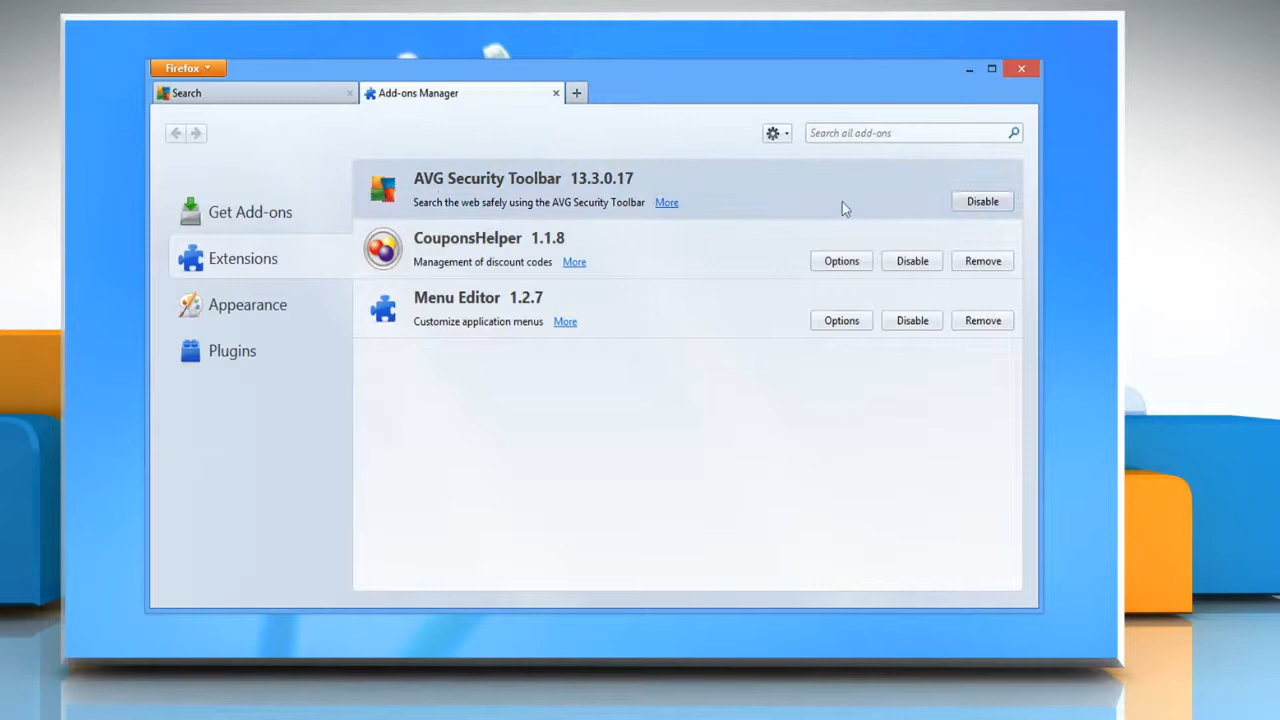 Firefox
Search
Add-ons Manager
Search all add-ons
AVG Security Toolbar 13.3.0.17
Search the web safely using the AVG Security Toolbar More
Disable
Get Add-ons
CouponsHelper 1.1.8
Management of discount codes More
Options Disable Remove
Extensions
Menu Editor 1.2.7
Customize application menus More
Options Disable Remove
Appearance
Plugins